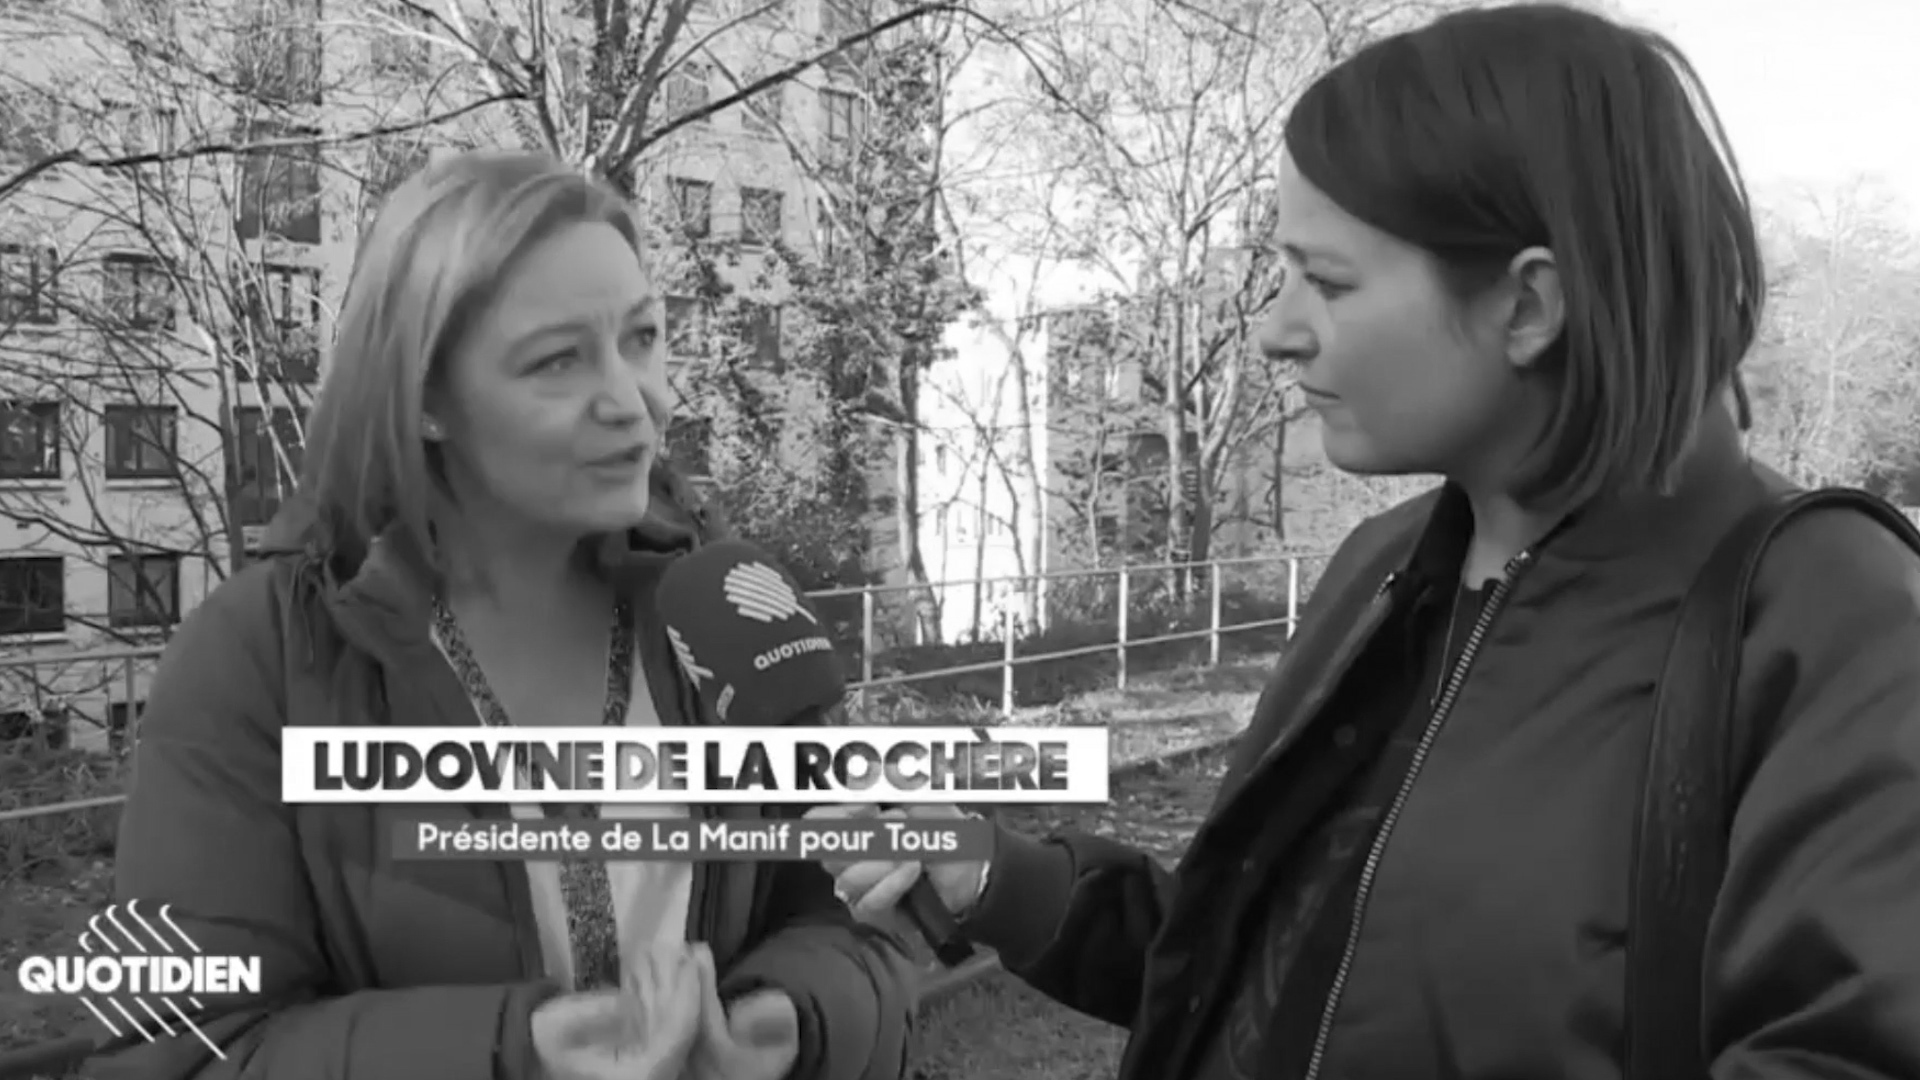 QUOTIDIEN
LUDOVINE DE LA ROCHÈRE
Présidente de La Manif pour Tous
QUOTIDIEN